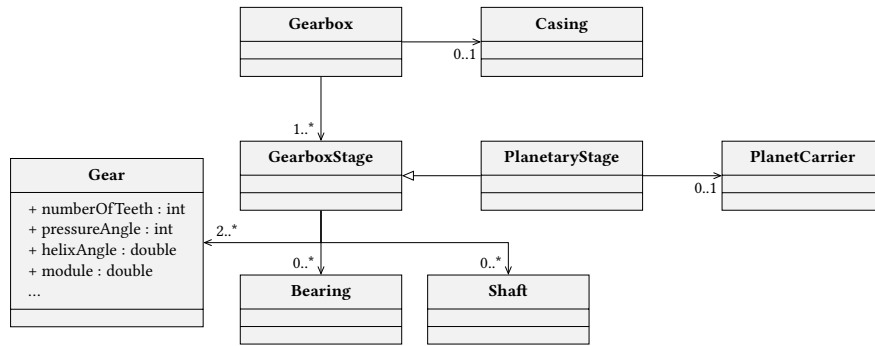 Gearbox
Casing
0..1
1..*
GearboxStage
PlanetaryStage
PlanetCarrier
0..1
Gear
+ numberOfTeeth : int
+ pressureAngle : int
+ helixAngle : double
+ module : double
...
2..*
0..*
0..*
Bearing
Shaft